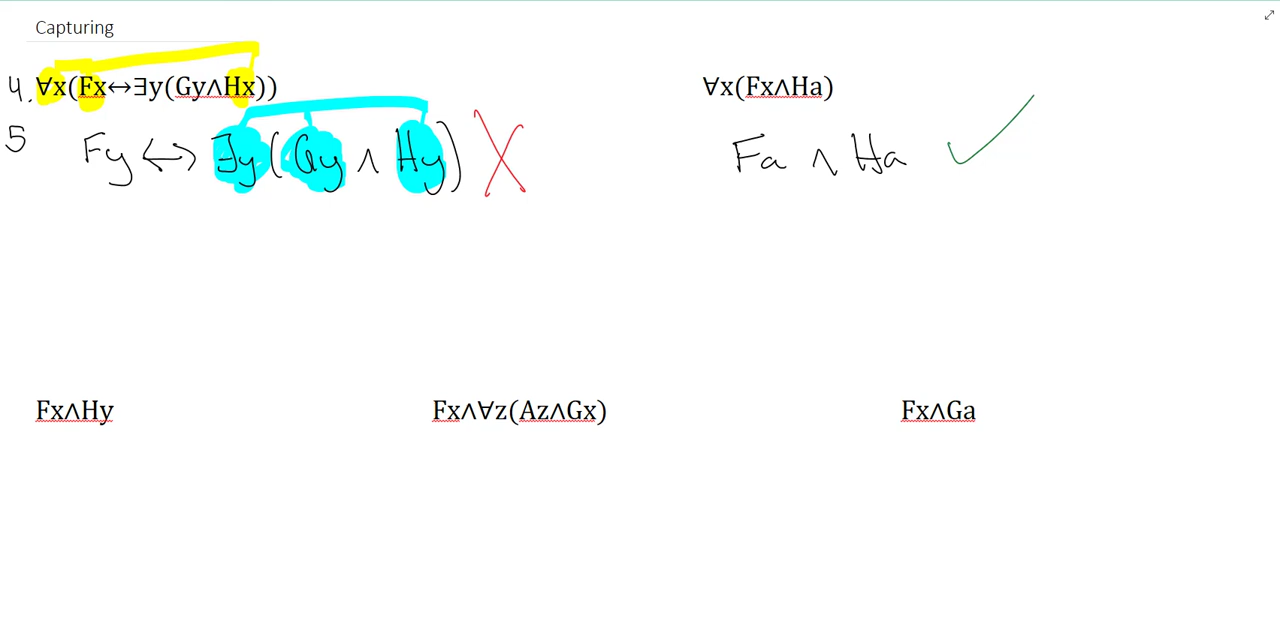 Capturing
4. ∀x(Fx↔∃y(Gy∧Hx))
∀x(Fx∧Ha)
5 Fy ↔ ∃y(Gy ∧ Hy)
Fa ∧ Ha
Fx∧Hy
Fx∧∀z(Az∧Gx)
Fx∧Ga